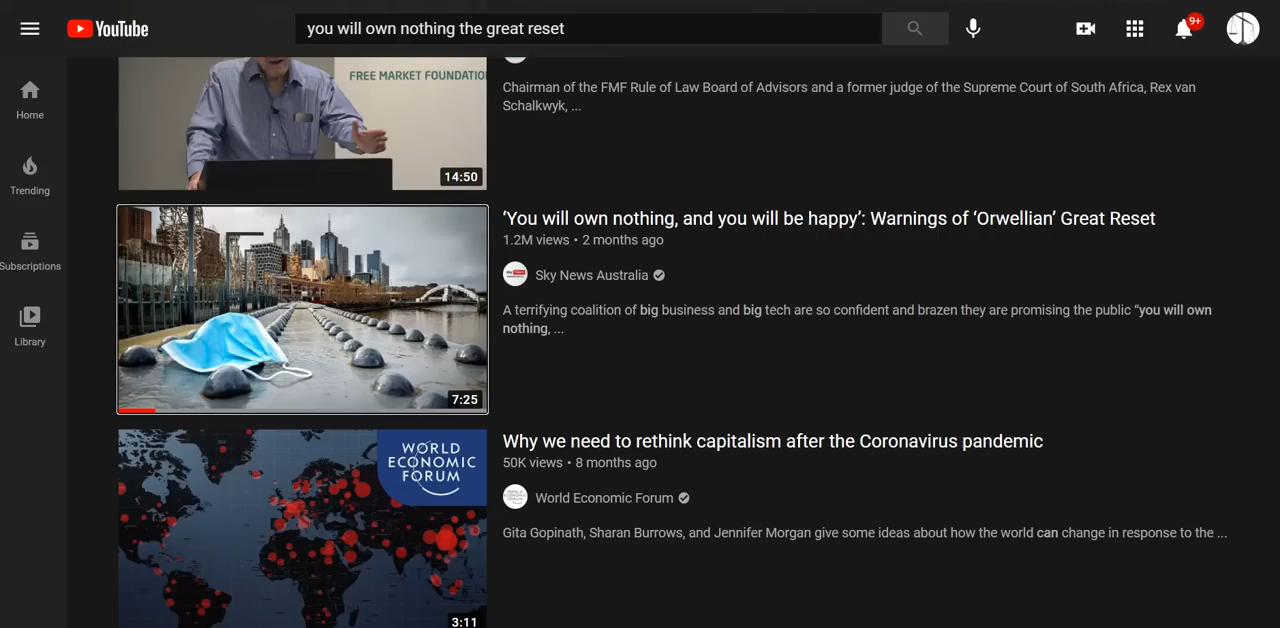 YouTube
you will own nothing the great reset
9+
Home
Trending
Subscriptions
Library
FREE MARKET FOUNDATIO
14:50
Chairman of the FMF Rule of Law Board of Advisors and a former judge of the Supreme Court of South Africa, Rex van
Schalkwyk, ...
7:25
‘You will own nothing, and you will be happy’: Warnings of ‘Orwellian’ Great Reset
1.2M views • 2 months ago
Sky News Australia
A terrifying coalition of big business and big tech are so confident and brazen they are promising the public “you will own
nothing, ...
WORLD
ECONOMIC
FORUM
3:11
Why we need to rethink capitalism after the Coronavirus pandemic
50K views • 8 months ago
World Economic Forum
Gita Gopinath, Sharan Burrows, and Jennifer Morgan give some ideas about how the world can change in response to the ...